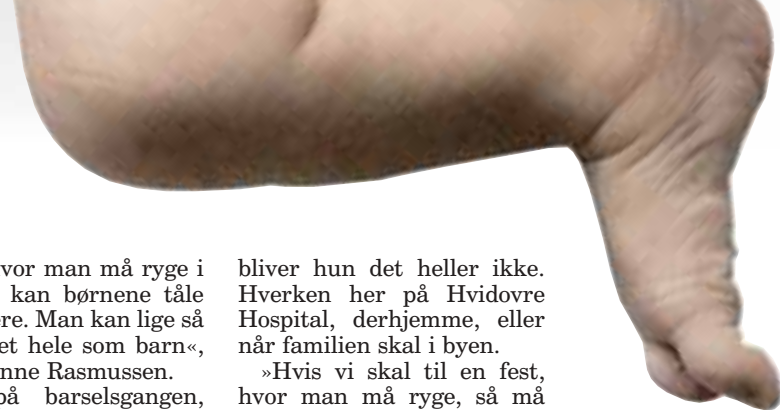 vor man må ryge i
kan børnene tåle
re. Man kan lige så
et hele som barn«,
nne Rasmussen.
på barselsgangen,
bliver hun det heller ikke.
Hverken her på Hvidovre
Hospital, derhjemme, eller
når familien skal i byen.
»Hvis vi skal til en fest,
hvor man må ryge, så må